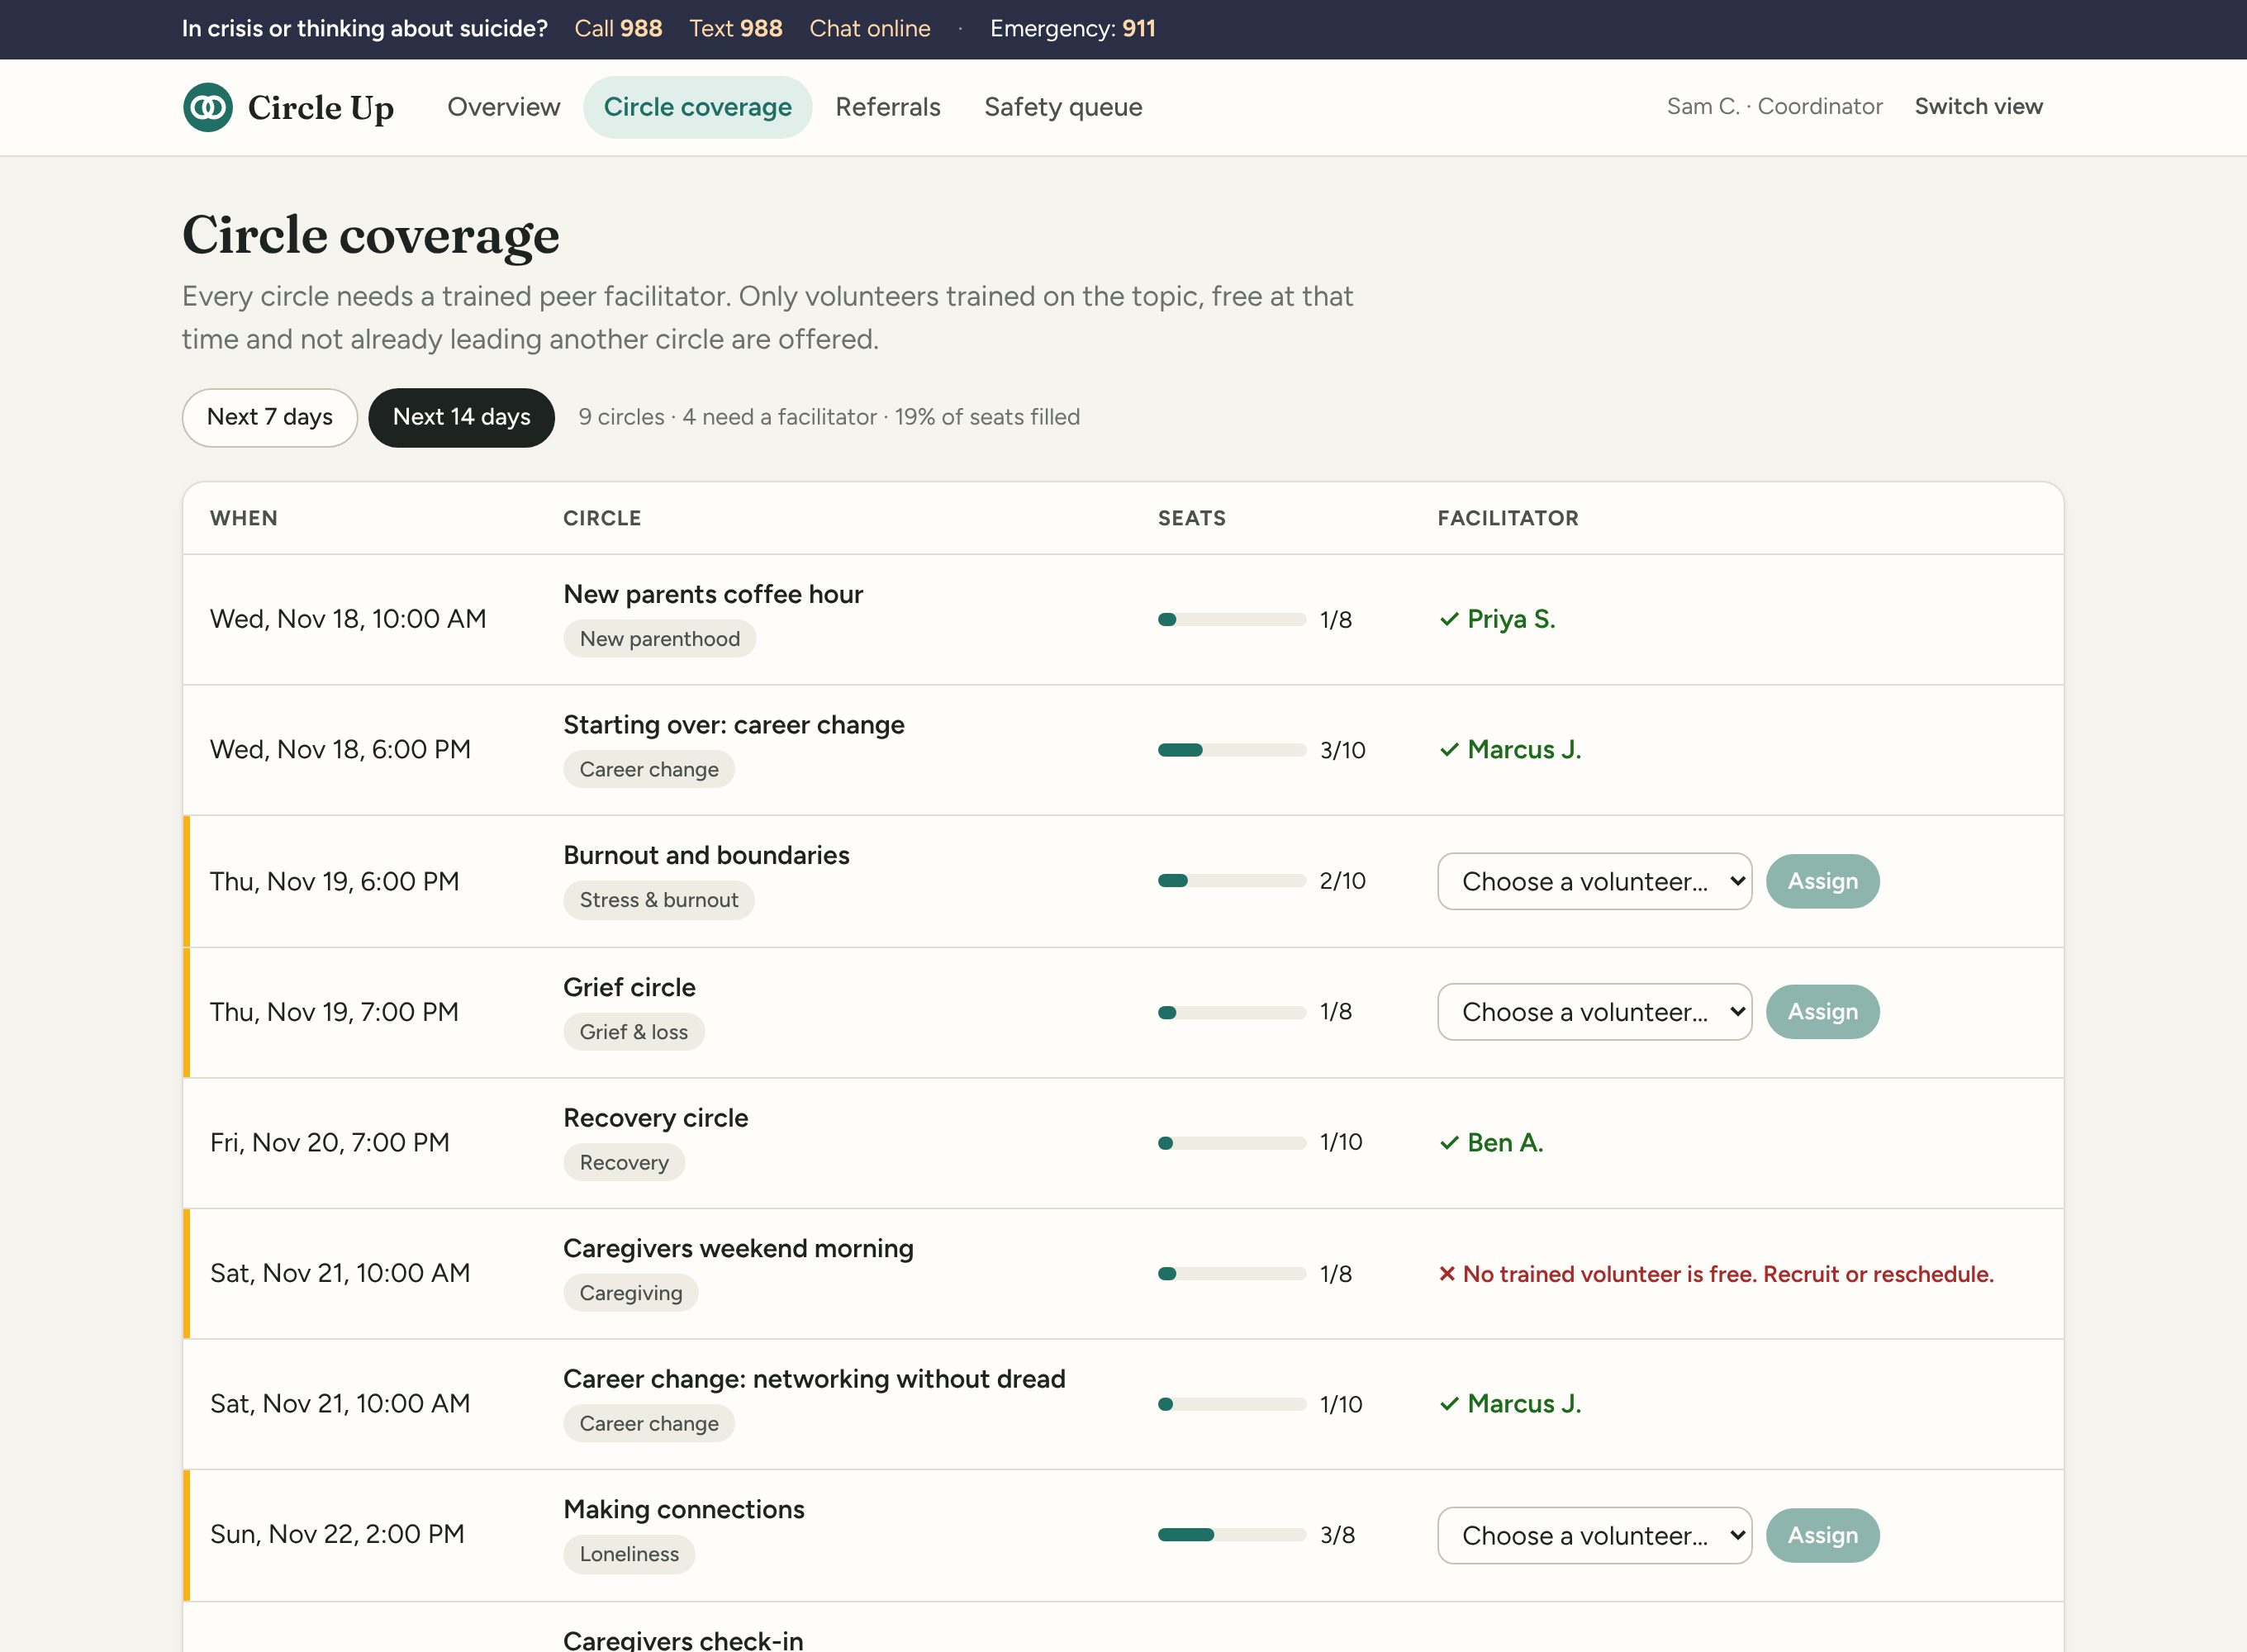 In crisis or thinking about suicide? Call 988 Text 988 Chat online · Emergency: 911
Circle Up Overview Circle coverage Referrals Safety queue Sam C. · Coordinator Switch view
Circle coverage
Every circle needs a trained peer facilitator. Only volunteers trained on the topic, free at that
time and not already leading another circle are offered.
Next 7 days Next 14 days 9 circles · 4 need a facilitator · 19% of seats filled
WHEN CIRCLE SEATS FACILITATOR
New parents coffee hour
Wed, Nov 18, 10:00 AM 1/8 ✓ Priya S.
New parenthood
Starting over: career change
Wed, Nov 18, 6:00 PM 3/10 ✓ Marcus J.
Career change
Burnout and boundaries
Thu, Nov 19, 6:00 PM 2/10 Choose a volunteer... Assign
Stress & burnout
Grief circle
Thu, Nov 19, 7:00 PM 1/8 Choose a volunteer... Assign
Grief & loss
Recovery circle
Fri, Nov 20, 7:00 PM 1/10 ✓ Ben A.
Recovery
Caregivers weekend morning
Sat, Nov 21, 10:00 AM 1/8 ✕ No trained volunteer is free. Recruit or reschedule.
Caregiving
Career change: networking without dread
Sat, Nov 21, 10:00 AM 1/10 ✓ Marcus J.
Career change
Making connections
Sun, Nov 22, 2:00 PM 3/8 Choose a volunteer... Assign
Loneliness
Caregivers check-in